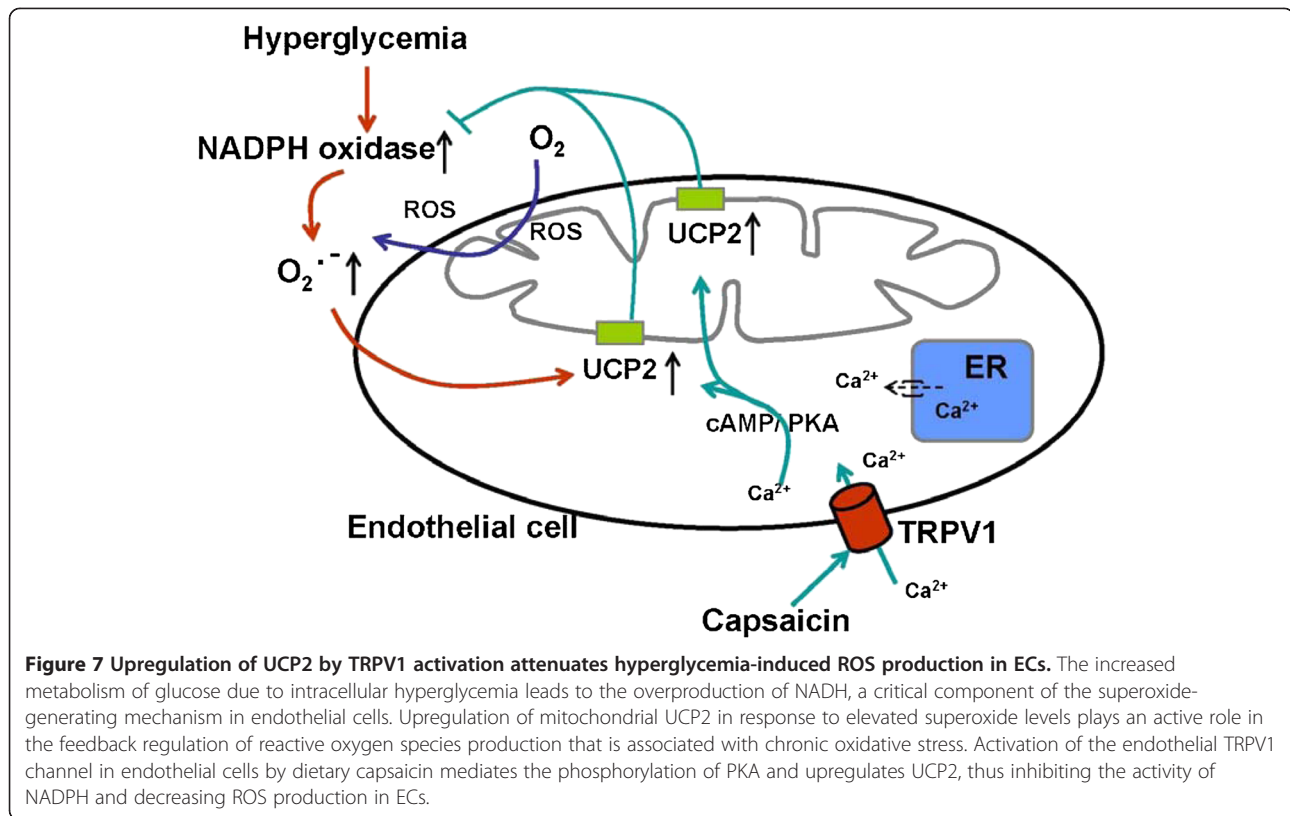 Hyperglycemia
NADPH oxidase↑
O₂
ROS
ROS
UCP2↑
O₂·⁻↑
UCP2↑
ER
Ca²⁺
Ca²⁺
cAMP/PKA
Ca²⁺
Ca²⁺
Endothelial cell
TRPV1
Ca²⁺
Capsaicin
Figure 7 Upregulation of UCP2 by TRPV1 activation attenuates hyperglycemia-induced ROS production in ECs. The increased
metabolism of glucose due to intracellular hyperglycemia leads to the overproduction of NADH, a critical component of the superoxide-
generating mechanism in endothelial cells. Upregulation of mitochondrial UCP2 in response to elevated superoxide levels plays an active role in
the feedback regulation of reactive oxygen species production that is associated with chronic oxidative stress. Activation of the endothelial TRPV1
channel in endothelial cells by dietary capsaicin mediates the phosphorylation of PKA and upregulates UCP2, thus inhibiting the activity of
NADPH and decreasing ROS production in ECs.